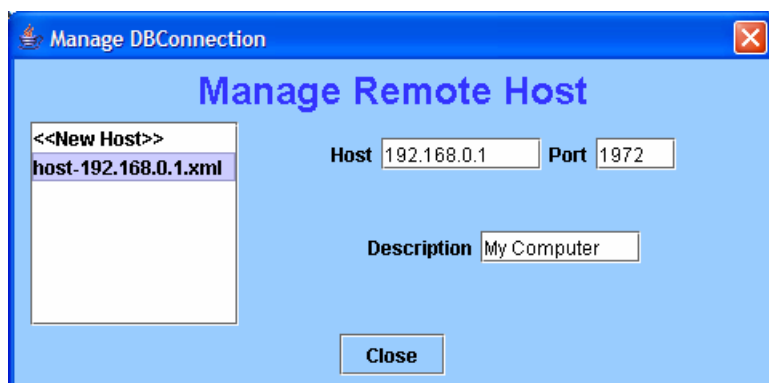 Manage DBConnection
Manage Remote Host
<<New Host>>
host-192.168.0.1.xml
Host 192.168.0.1 Port 1972
Description My Computer
Close